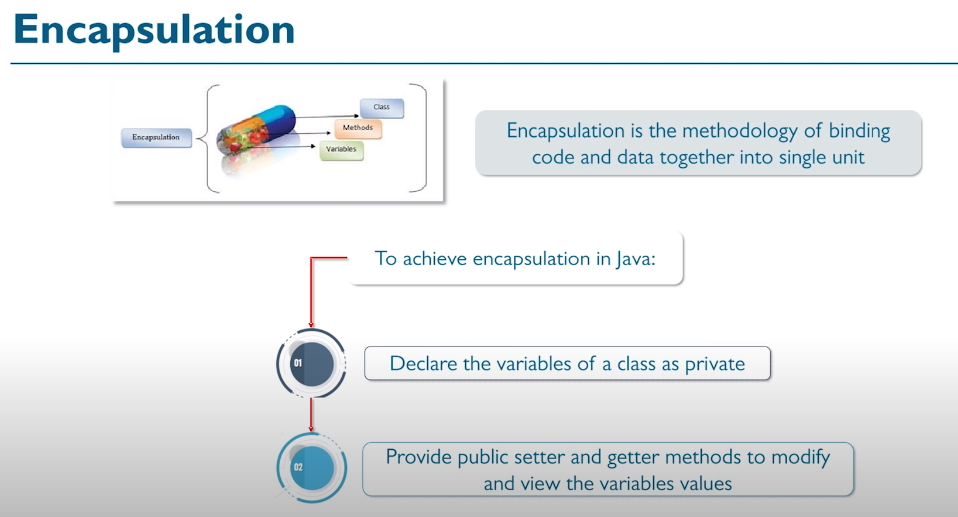 Encapsulation
Encapsulation
Class
Methods
Variables
Encapsulation is the methodology of binding
code and data together into single unit
To achieve encapsulation in Java:
01
Declare the variables of a class as private
02
Provide public setter and getter methods to modify
and view the variables values